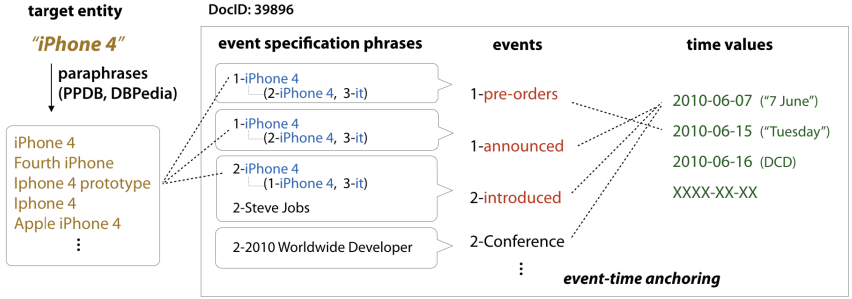 target entity
"iPhone 4"
paraphrases
(PPDB, DBPedia)
iPhone 4
Fourth iPhone
Iphone 4 prototype
Iphone 4
Apple iPhone 4
⋮
DocID: 39896
event specification phrases
1-iPhone 4
(2-iPhone 4, 3-it)
1-iPhone 4
(2-iPhone 4, 3-it)
2-iPhone 4
(1-iPhone 4, 3-it)
2-Steve Jobs
2-2010 Worldwide Developer
events
1-pre-orders
1-announced
2-introduced
2-Conference
⋮
time values
2010-06-07 ("7 June")
2010-06-15 ("Tuesday")
2010-06-16 (DCD)
XXXX-XX-XX
event-time anchoring